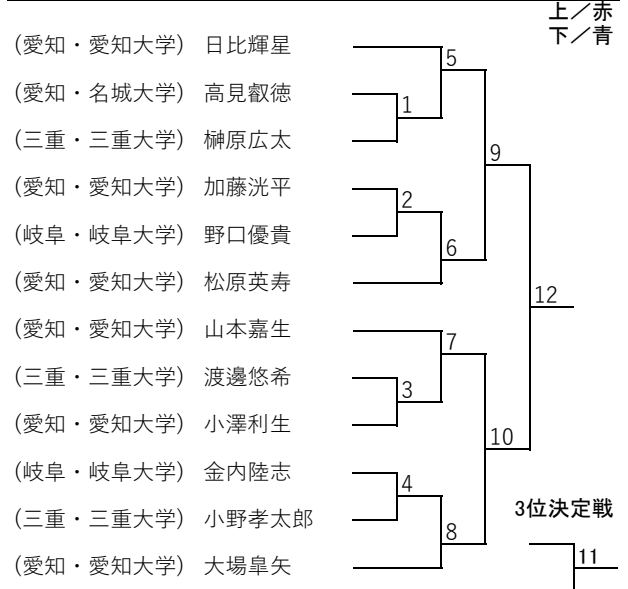 上／赤
下／青
(愛知・愛知大学) 日比輝星
5
(愛知・名城大学) 高見叡徳
1
(三重・三重大学) 榊原広太
9
(愛知・愛知大学) 加藤洸平
2
(岐阜・岐阜大学) 野口優貴
6
(愛知・愛知大学) 松原英寿
12
(愛知・愛知大学) 山本嘉生
7
(三重・三重大学) 渡邊悠希
3
(愛知・愛知大学) 小澤利生
10
(岐阜・岐阜大学) 金内陸志
4
(三重・三重大学) 小野孝太郎
3位決定戦
8
(愛知・愛知大学) 大場皐矢
11